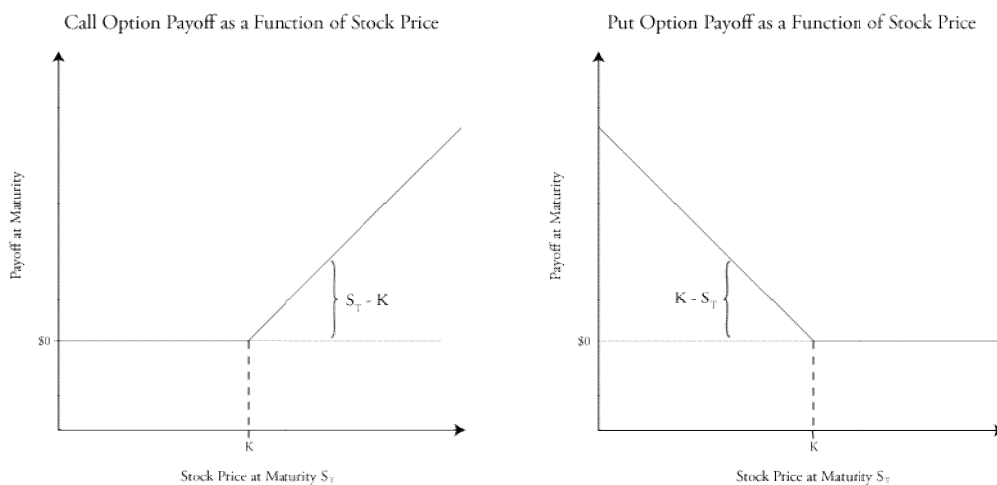 Call Option Payoff as a Function of Stock Price
Payoff at Maturity
S_T - K
$0
K
Stock Price at Maturity S_T
Put Option Payoff as a Function of Stock Price
Payoff at Maturity
K - S_T
$0
K
Stock Price at Maturity S_T